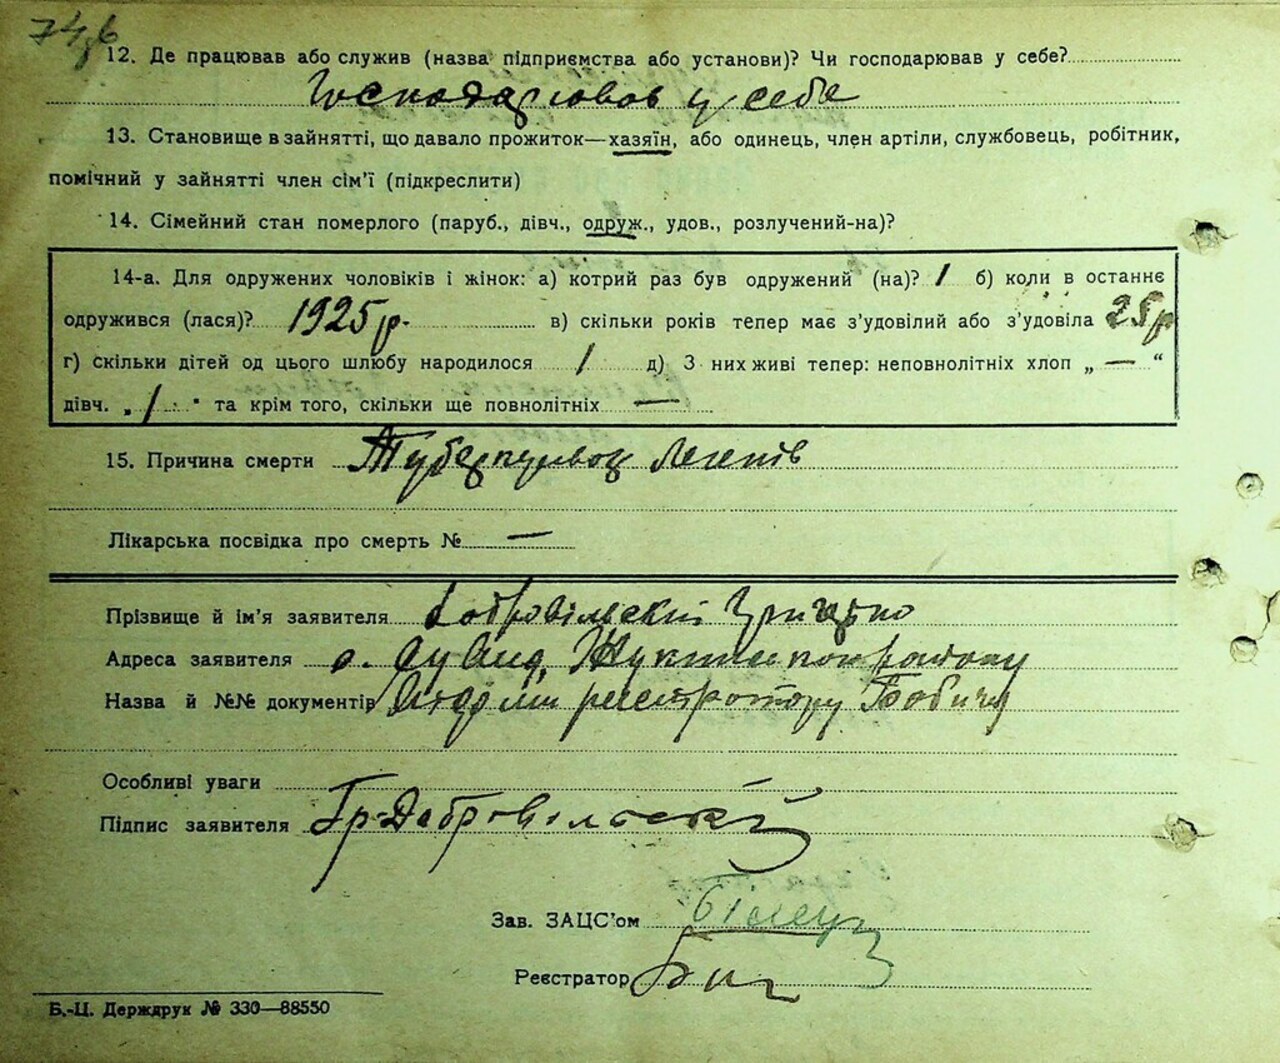 12. Де працював або служив (назва підприємства або установи)? Чи господарював у себе?
Господарював у себе
13. Становище в зайнятті, що давало прожиток—хазяїн, або одинець, член артілі, службовець, робітник,
помічний у зайнятті член сім'ї (підкреслити)
14. Сімейний стан померлого (паруб., дівч., одруж., удов., розлучений-на)?
14-а. Для одружених чоловіків і жінок: а) котрий раз був одружений (на)? 1 б) коли в останнє
одружився (лася)? 1925 р. в) скільки років тепер має з'удовілий або з'удовіла 25 р
г) скільки дітей од цього шлюбу народилося 1 д) З них живі тепер: неповнолітніх хлоп „ — “
дівч. „ 1 “ та крім того, скільки ще повнолітніх —
15. Причина смерти Туберкульоз легенів
Лікарська посвідка про смерть № —
Прізвище й ім'я заявителя Добровільский
Адреса заявителя с.
Назва й №№ документів реєстратору
Особливі уваги —
Підпис заявителя Гр. Добровільский
Зав. ЗАЦС'ом
Реєстратор
Б.-Ц. Держдрук № 330—88550